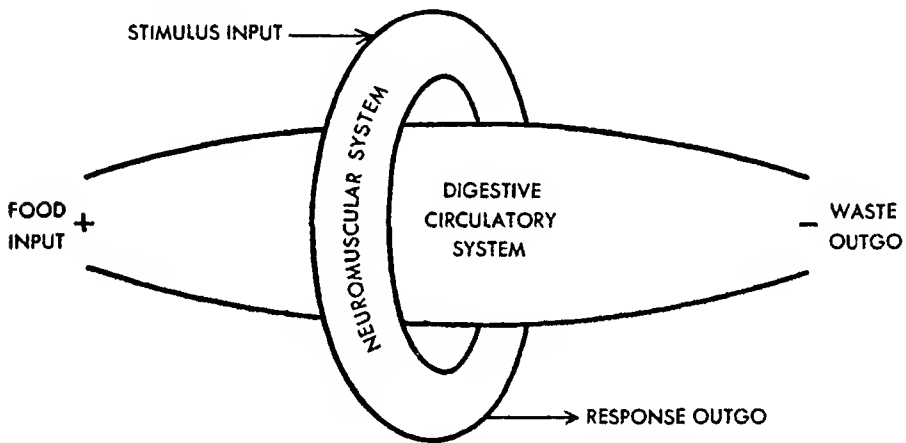 STIMULUS INPUT
NEUROMUSCULAR SYSTEM
FOOD
INPUT
+
DIGESTIVE
CIRCULATORY
SYSTEM
−
WASTE
OUTGO
RESPONSE OUTGO